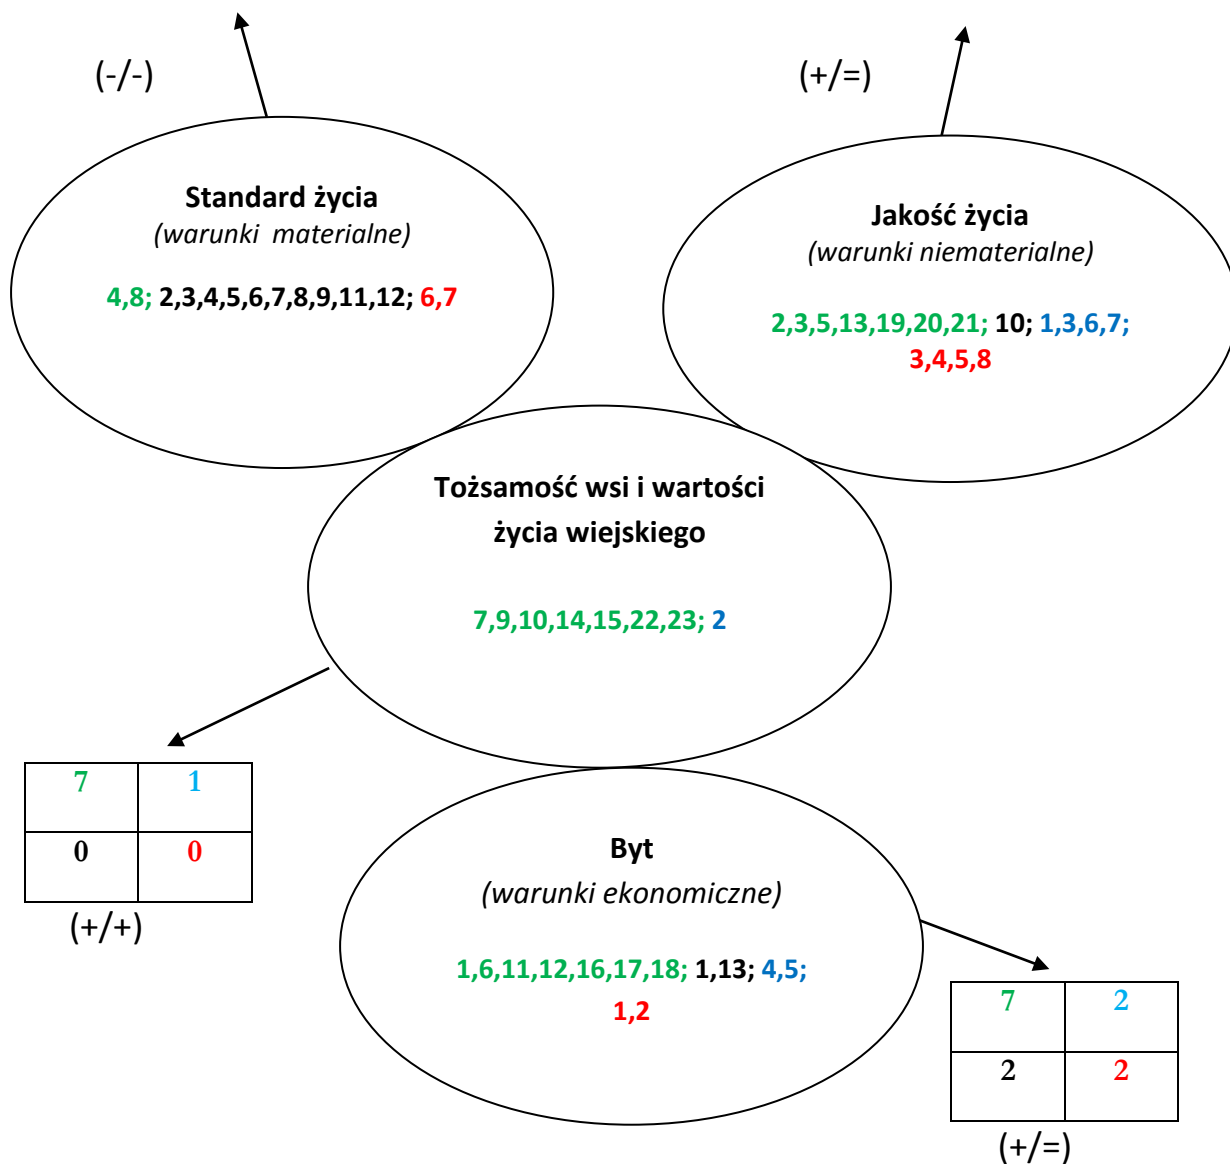 (-/-)
(+/=)
Standard życia
(warunki materialne)
4,8; 2,3,4,5,6,7,8,9,11,12; 6,7
Jakość życia
(warunki niematerialne)
2,3,5,13,19,20,21; 10; 1,3,6,7;
3,4,5,8
Tożsamość wsi i wartości
życia wiejskiego
7,9,10,14,15,22,23; 2
7 1
0 0
(+/+)
Byt
(warunki ekonomiczne)
1,6,11,12,16,17,18; 1,13; 4,5;
1,2
7 2
2 2
(+/=)